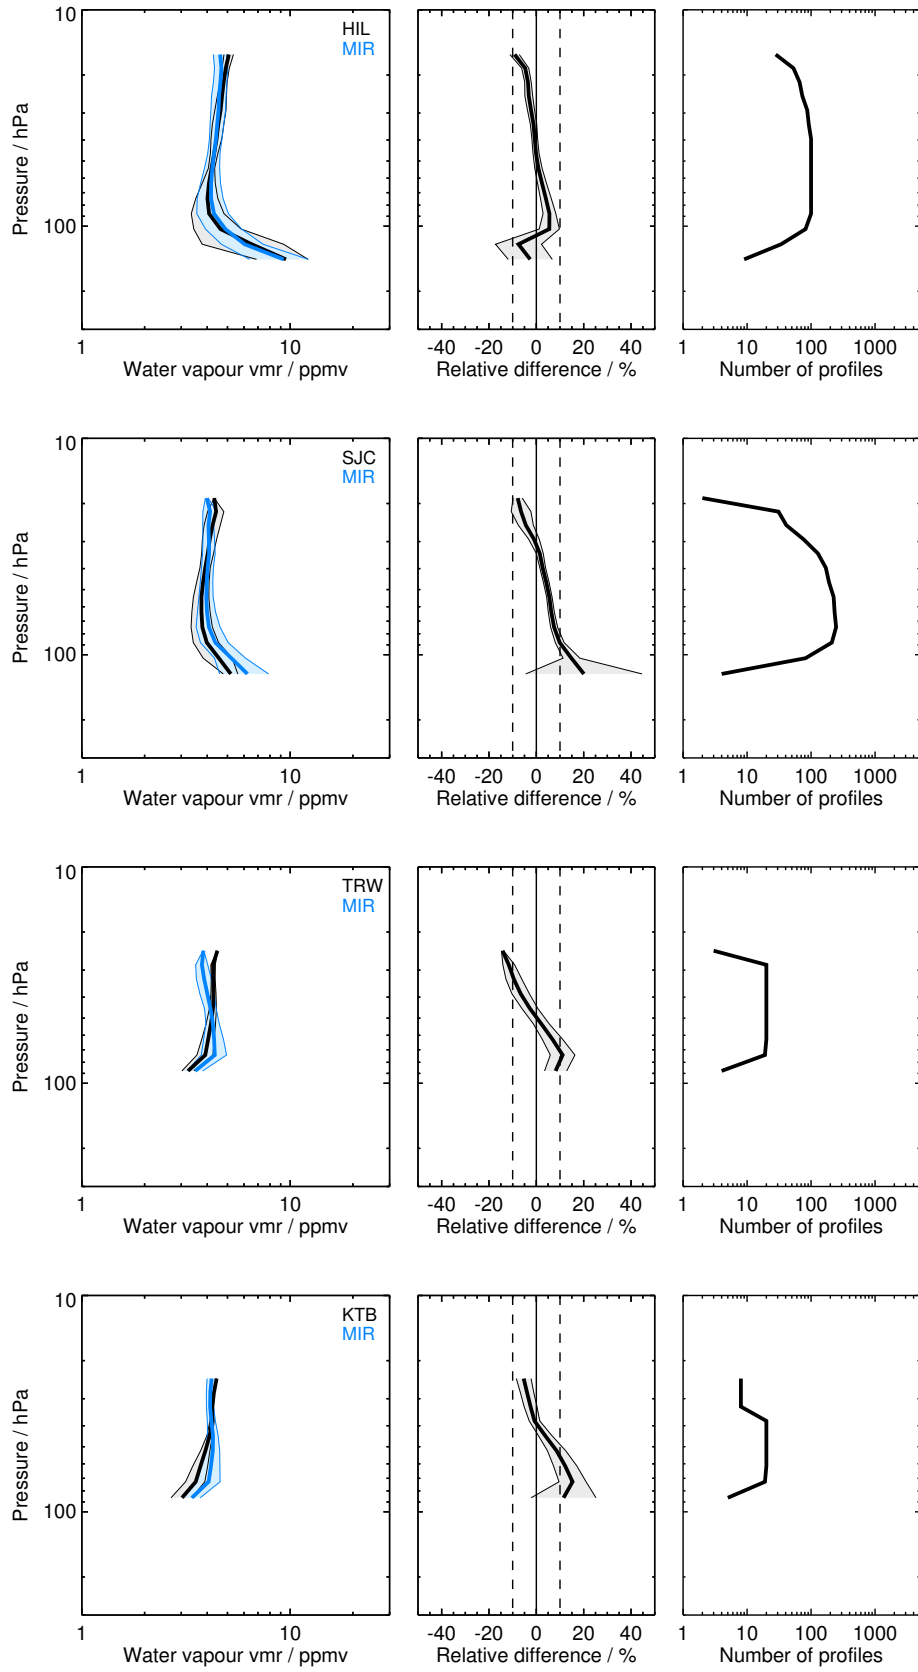 10
HIL
MIR
Pressure / hPa
100
1 10
-40 -20 0 20 40
1 10 100 1000
Water vapour vmr / ppmv
Relative difference / %
Number of profiles
10
SJC
MIR
Pressure / hPa
100
1 10
-40 -20 0 20 40
1 10 100 1000
Water vapour vmr / ppmv
Relative difference / %
Number of profiles
10
TRW
MIR
Pressure / hPa
100
1 10
-40 -20 0 20 40
1 10 100 1000
Water vapour vmr / ppmv
Relative difference / %
Number of profiles
10
KTB
MIR
Pressure / hPa
100
1 10
-40 -20 0 20 40
1 10 100 1000
Water vapour vmr / ppmv
Relative difference / %
Number of profiles